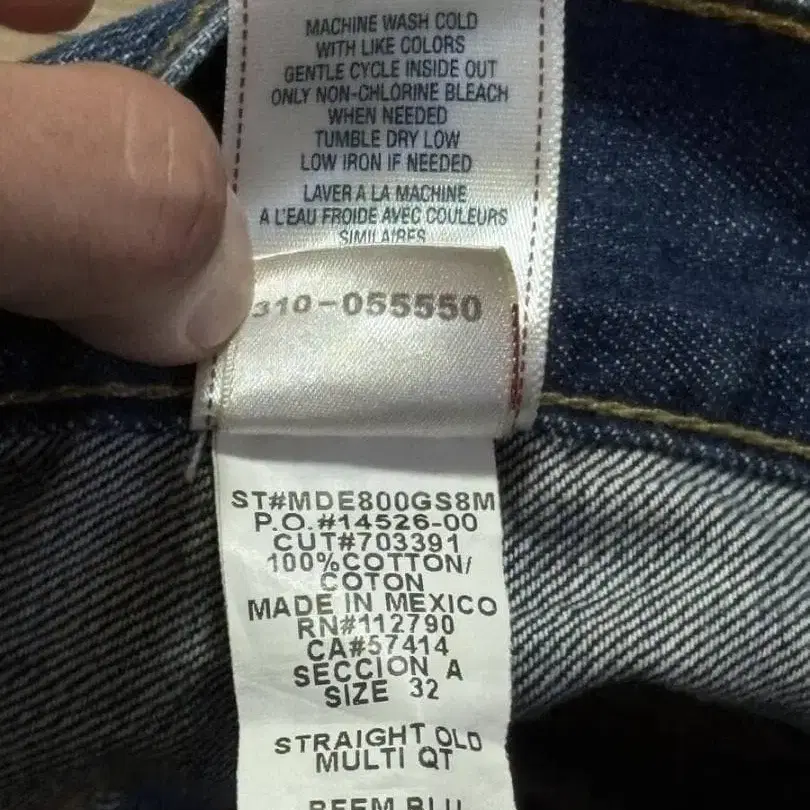 MACHINE WASH COLD
WITH LIKE COLORS
GENTLE CYCLE INSIDE OUT
ONLY NON-CHLORINE BLEACH
WHEN NEEDED
TUMBLE DRY LOW
LOW IRON IF NEEDED
LAVER A LA MACHINE
A L'EAU FROIDE AVEC COULEURS
SIMILAIRES
310-055550
ST#MDE800GS8M
P.O.#14526-00
CUT#703391
100%COTTON/
COTON
MADE IN MEXICO
RN#112790
CA#57414
SECCION A
SIZE 32
STRAIGHT OLD
MULTI QT